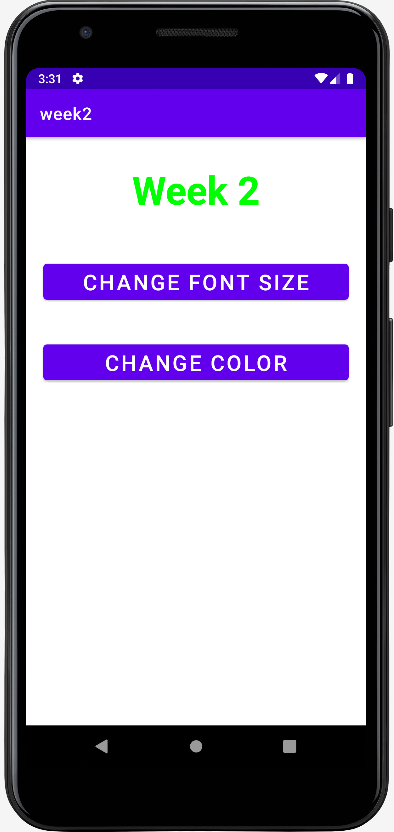 3:31
week2
Week 2
CHANGE FONT SIZE
CHANGE COLOR